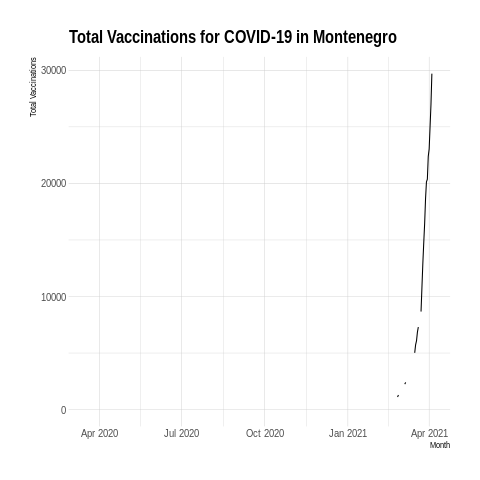 Total Vaccinations for COVID-19 in Montenegro
Total Vaccinations
30000
20000
10000
0
Apr 2020 Jul 2020 Oct 2020 Jan 2021 Apr 2021
Month